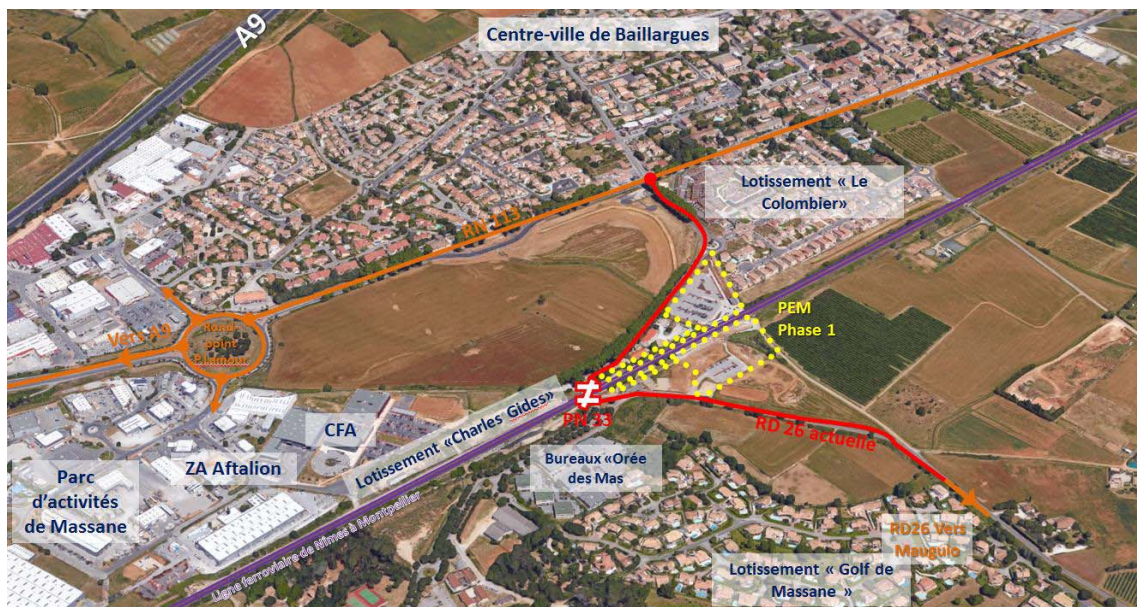 A9
Centre-ville de Baillargues
Lotissement « Le
Colombier»
RN 113
PEM
Phase 1
Vers A9
Rond-
point
P.Lamour
PN 33
RD 26 actuelle
Lotissement «Charles Gides»
CFA
ZA Aftalion
Bureaux «Orée
des Mas
Parc
d’activités
de Massane
Ligne ferroviaire de Nîmes à Montpellier
RD26 Vers
Mauguio
Lotissement « Golf de
Massane »